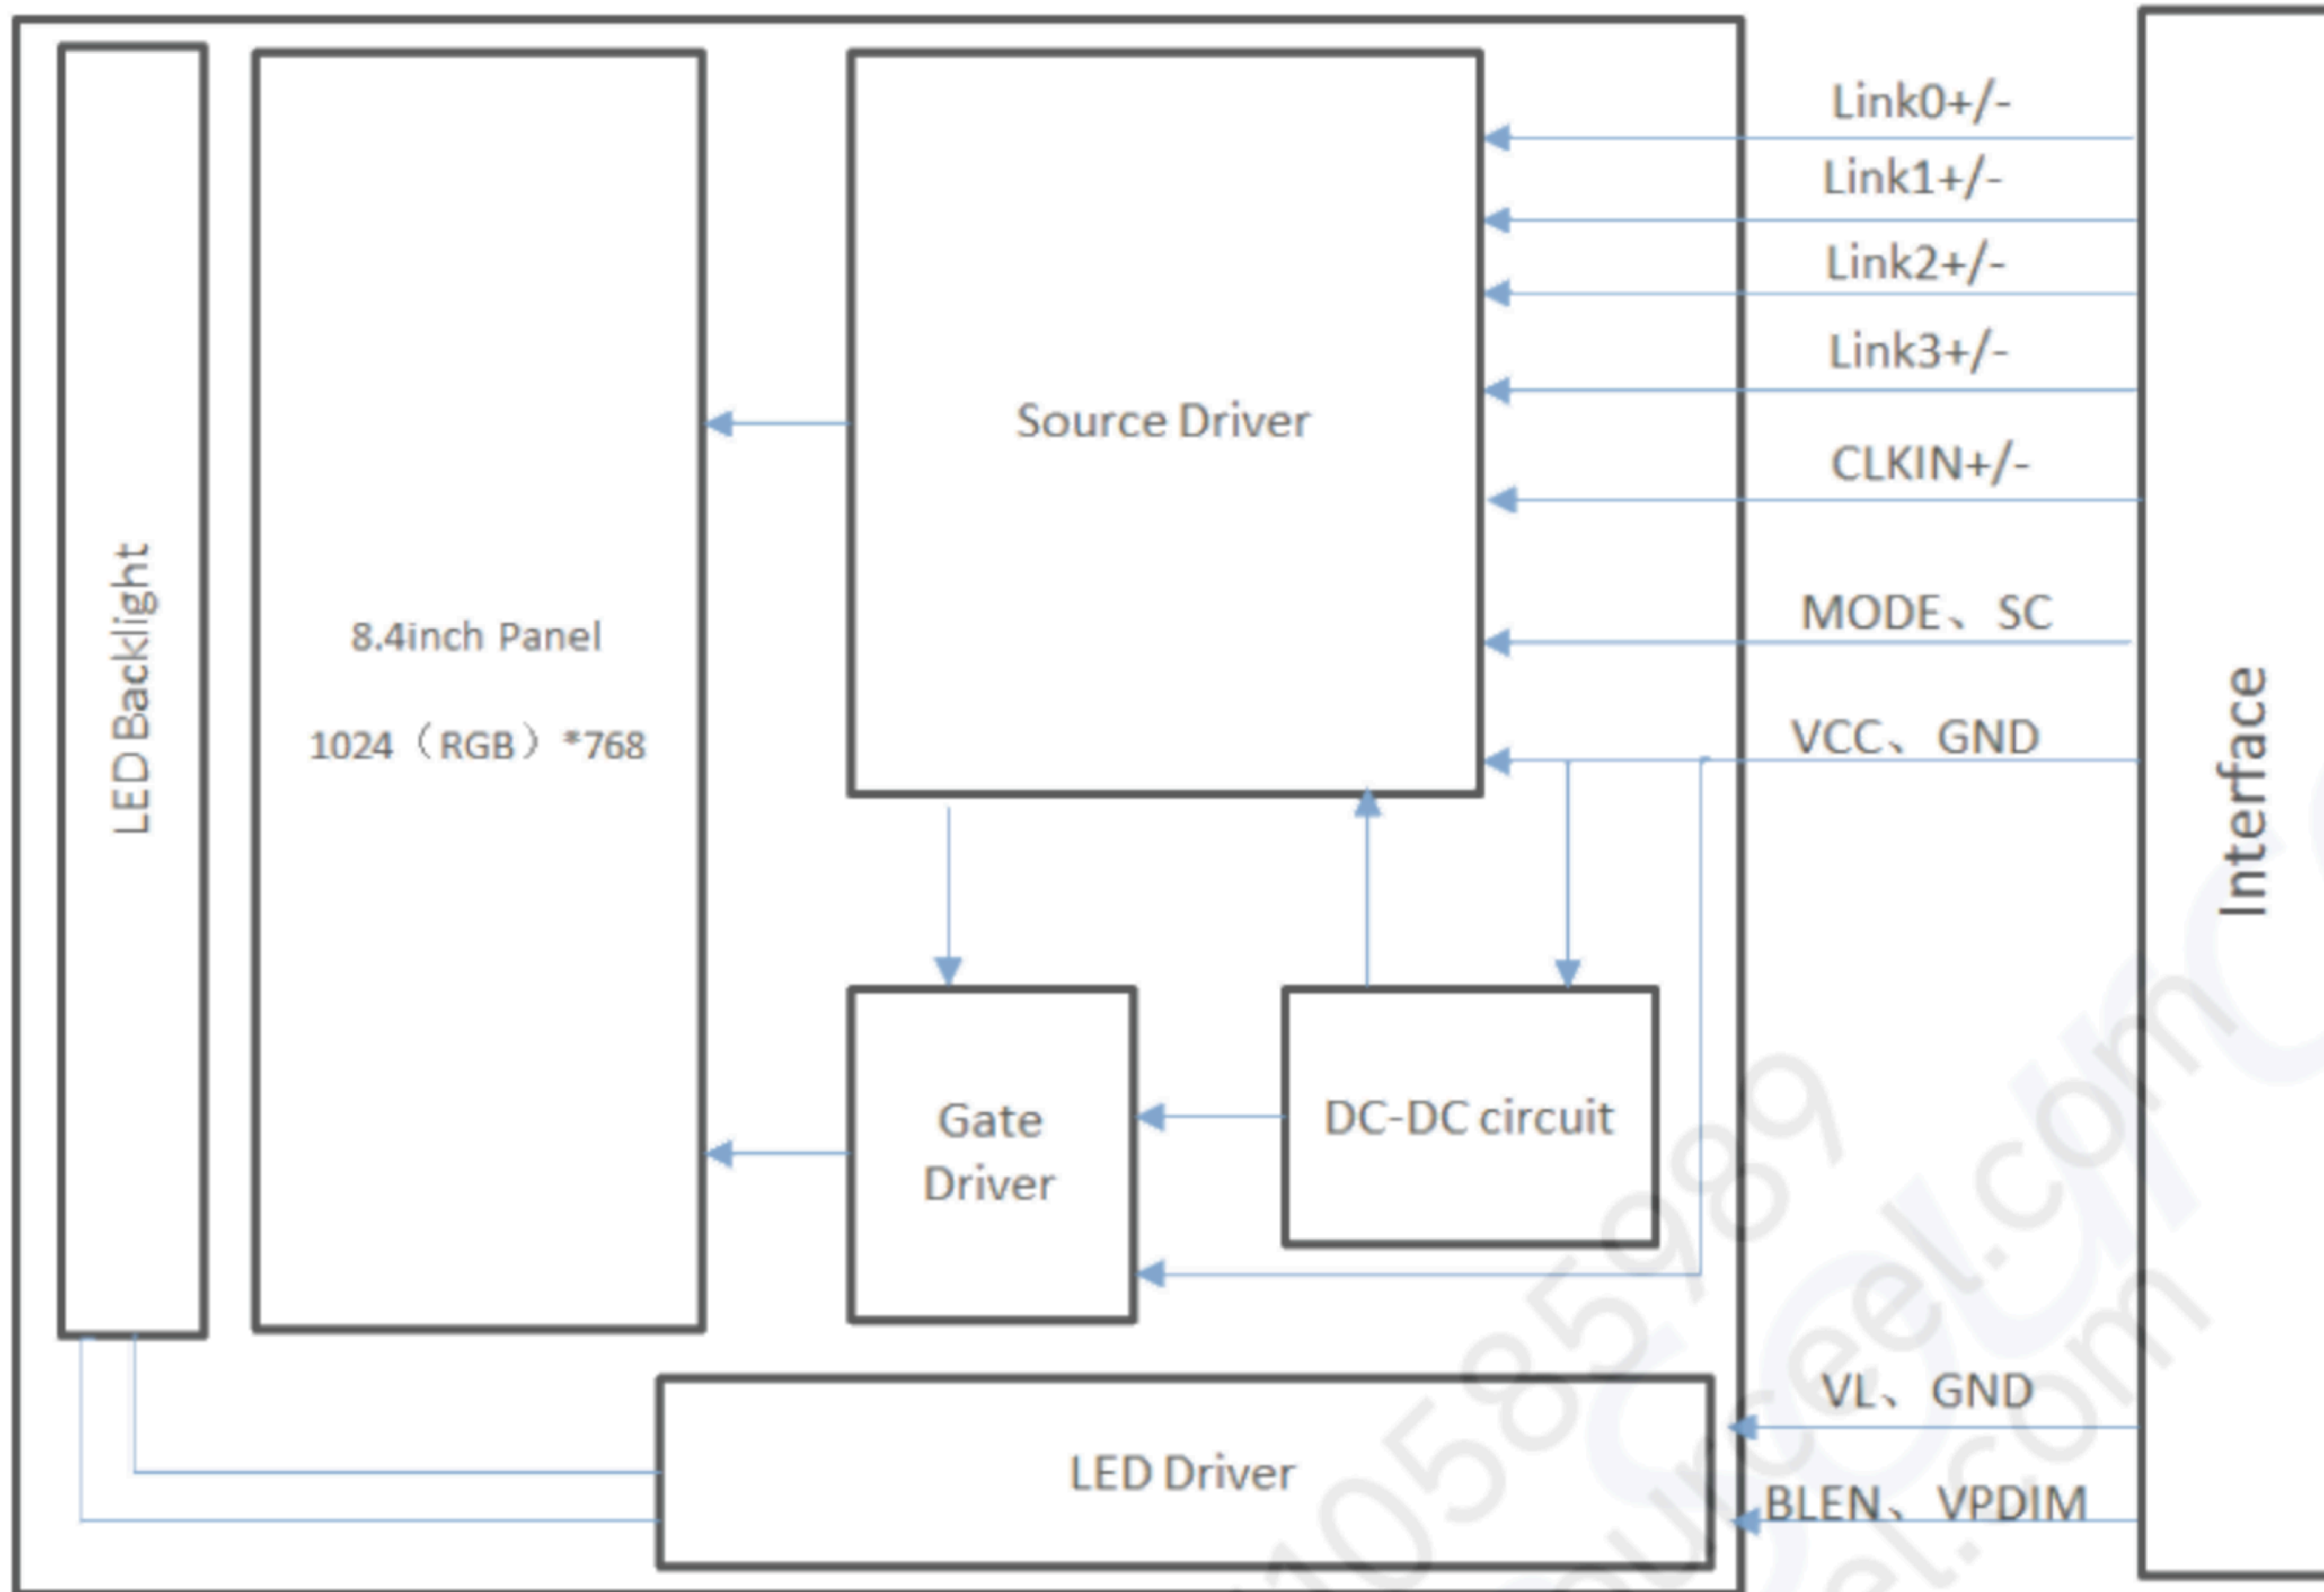 Link0+/-
Link1+/-
Link2+/-
Link3+/-
CLKIN+/-
MODE、SC
VCC、GND
Source Driver
LED Backlight
8.4inch Panel
1024（RGB）*768
Interface
Gate
Driver
DC-DC circuit
VL、GND
LED Driver
BLEN、VPDIM